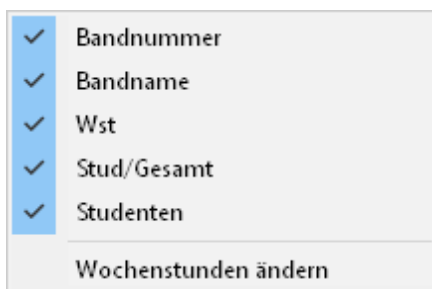 Bandnummer
Bandname
Wst
Stud/Gesamt
Studenten
Wochenstunden ändern